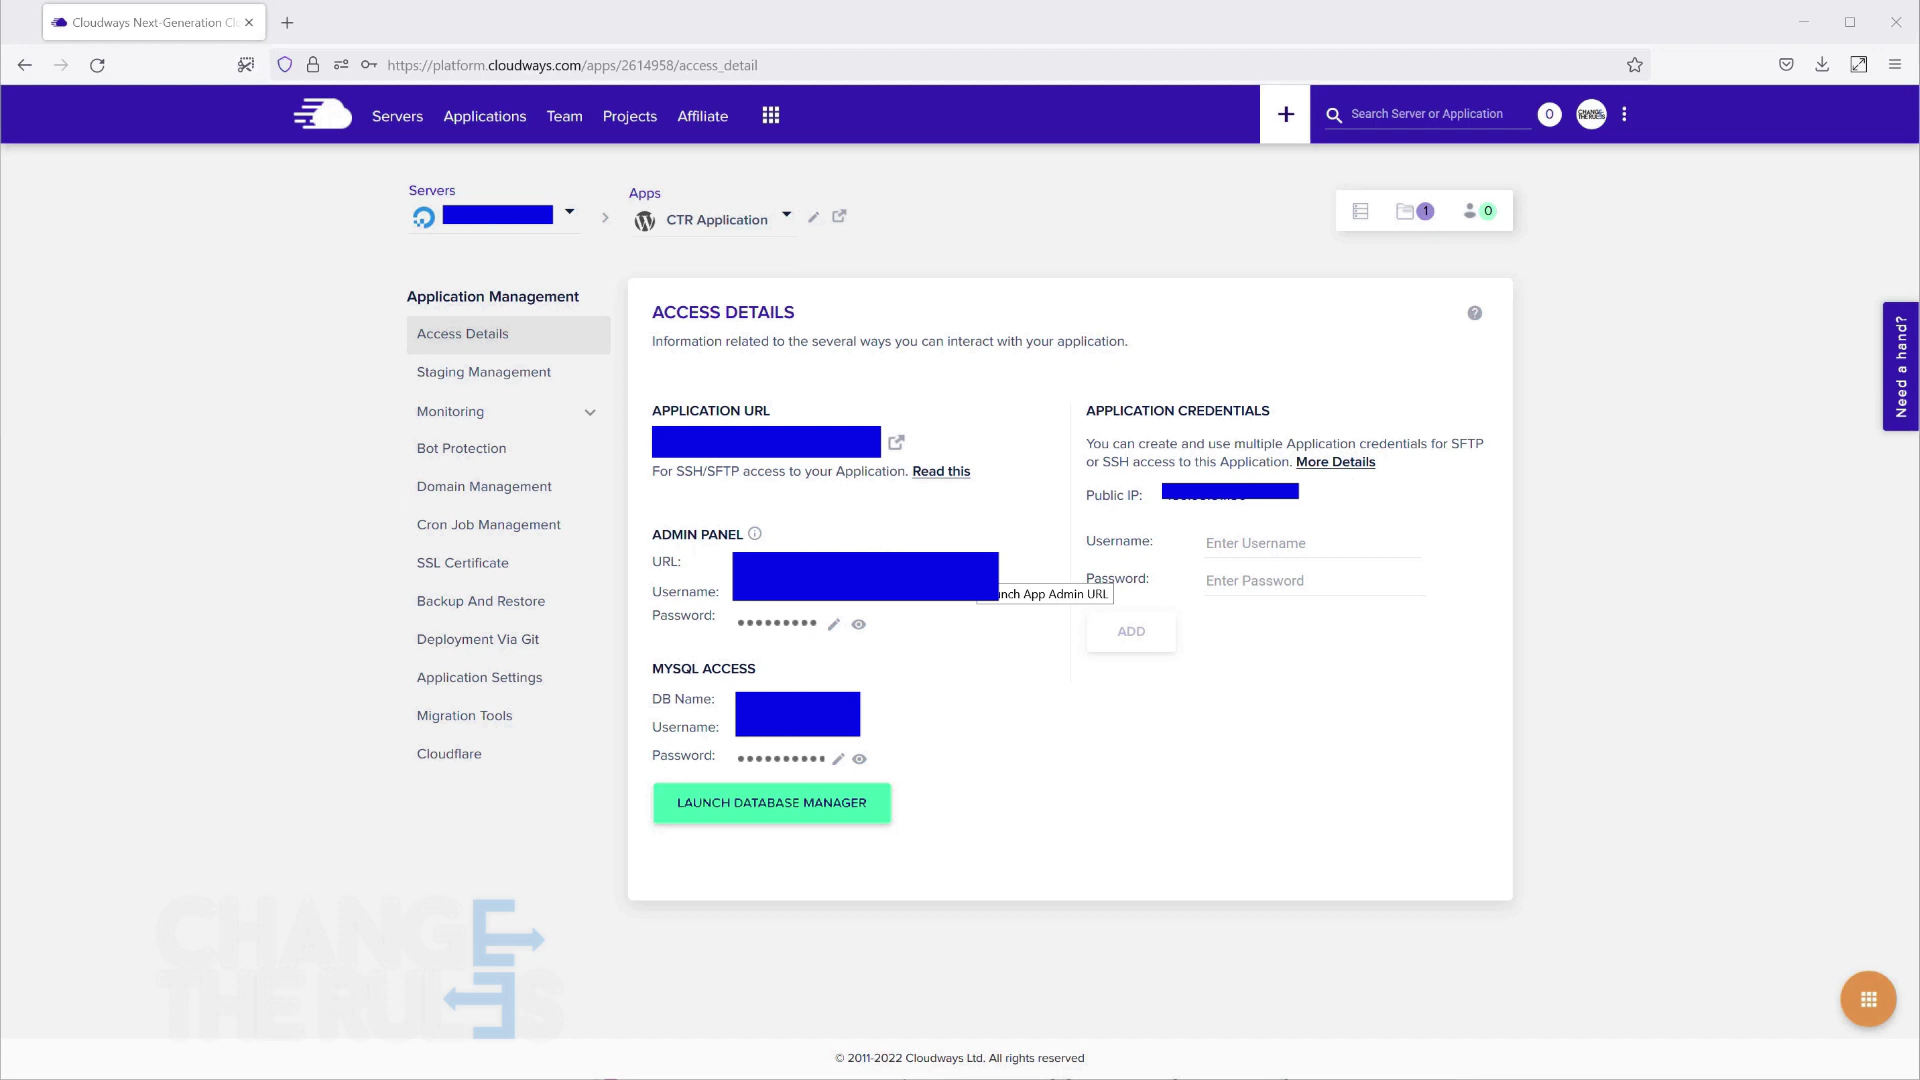 Cloudways Next-Generation Cl
https://platform.cloudways.com/apps/2614958/access_detail
Servers
Applications
Team
Projects
Affiliate
Search Server or Application
0
CHANGE THE RULES
Servers
Apps
CTR Application
1
0
Application Management
Access Details
Staging Management
Monitoring
Bot Protection
Domain Management
Cron Job Management
SSL Certificate
Backup And Restore
Deployment Via Git
Application Settings
Migration Tools
Cloudflare
ACCESS DETAILS
Information related to the several ways you can interact with your application.
APPLICATION URL
For SSH/SFTP access to your Application. Read this
ADMIN PANEL
URL:
Username:
Password:
nch App Admin URL
MYSQL ACCESS
DB Name:
Username:
Password:
LAUNCH DATABASE MANAGER
APPLICATION CREDENTIALS
You can create and use multiple Application credentials for SFTP
or SSH access to this Application. More Details
Public IP:
Username: Enter Username
Password: Enter Password
ADD
Need a hand?
CHANGE
THE RULES
© 2011-2022 Cloudways Ltd. All rights reserved